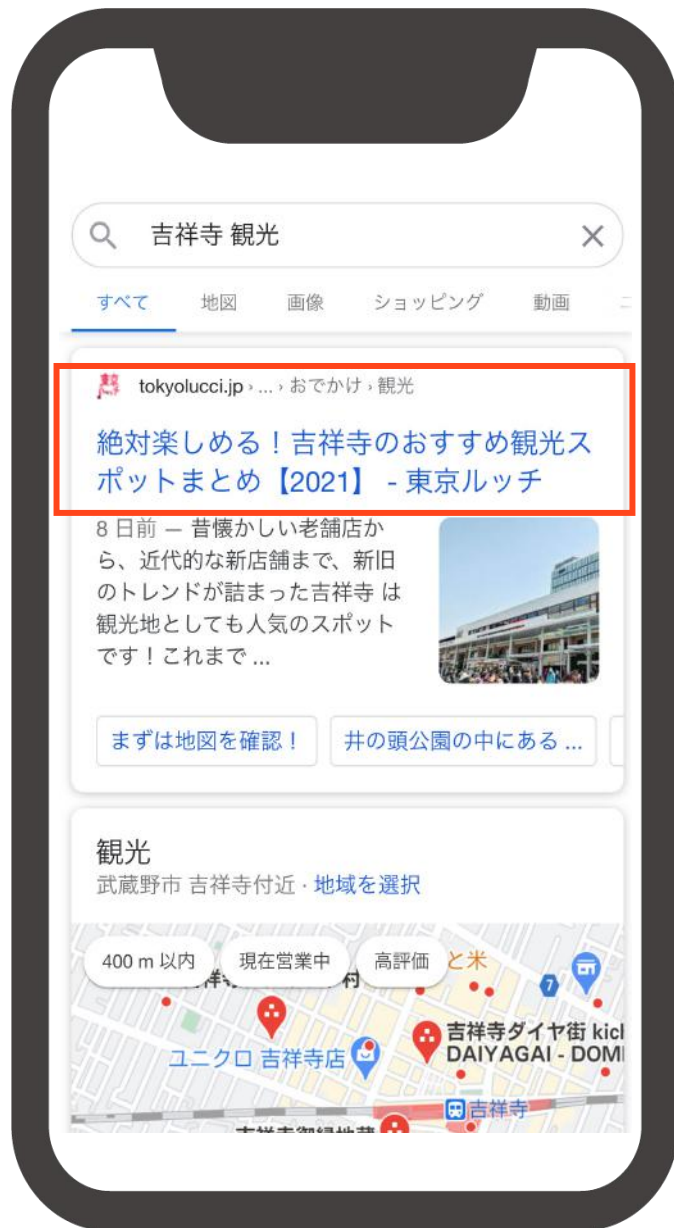 吉祥寺 観光
すべて 地図 画像 ショッピング 動画
tokyolucci.jp › ... › おでかけ › 観光
絶対楽しめる！吉祥寺のおすすめ観光ス
ポットまとめ【2021】 - 東京ルッチ
8 日前 — 昔懐かしい老舗店か
ら、近代的な新店舗まで、新旧
のトレンドが詰まった吉祥寺 は
観光地としても人気のスポット
です！これまで ...
まずは地図を確認！ 井の頭公園の中にある ...
観光
武蔵野市 吉祥寺付近 · 地域を選択
400 m 以内 現在営業中 高評価 と米
村
7
吉祥寺ダイヤ街 kicl
ユニクロ 吉祥寺店 DAIYAGAI - DOMI
吉祥寺